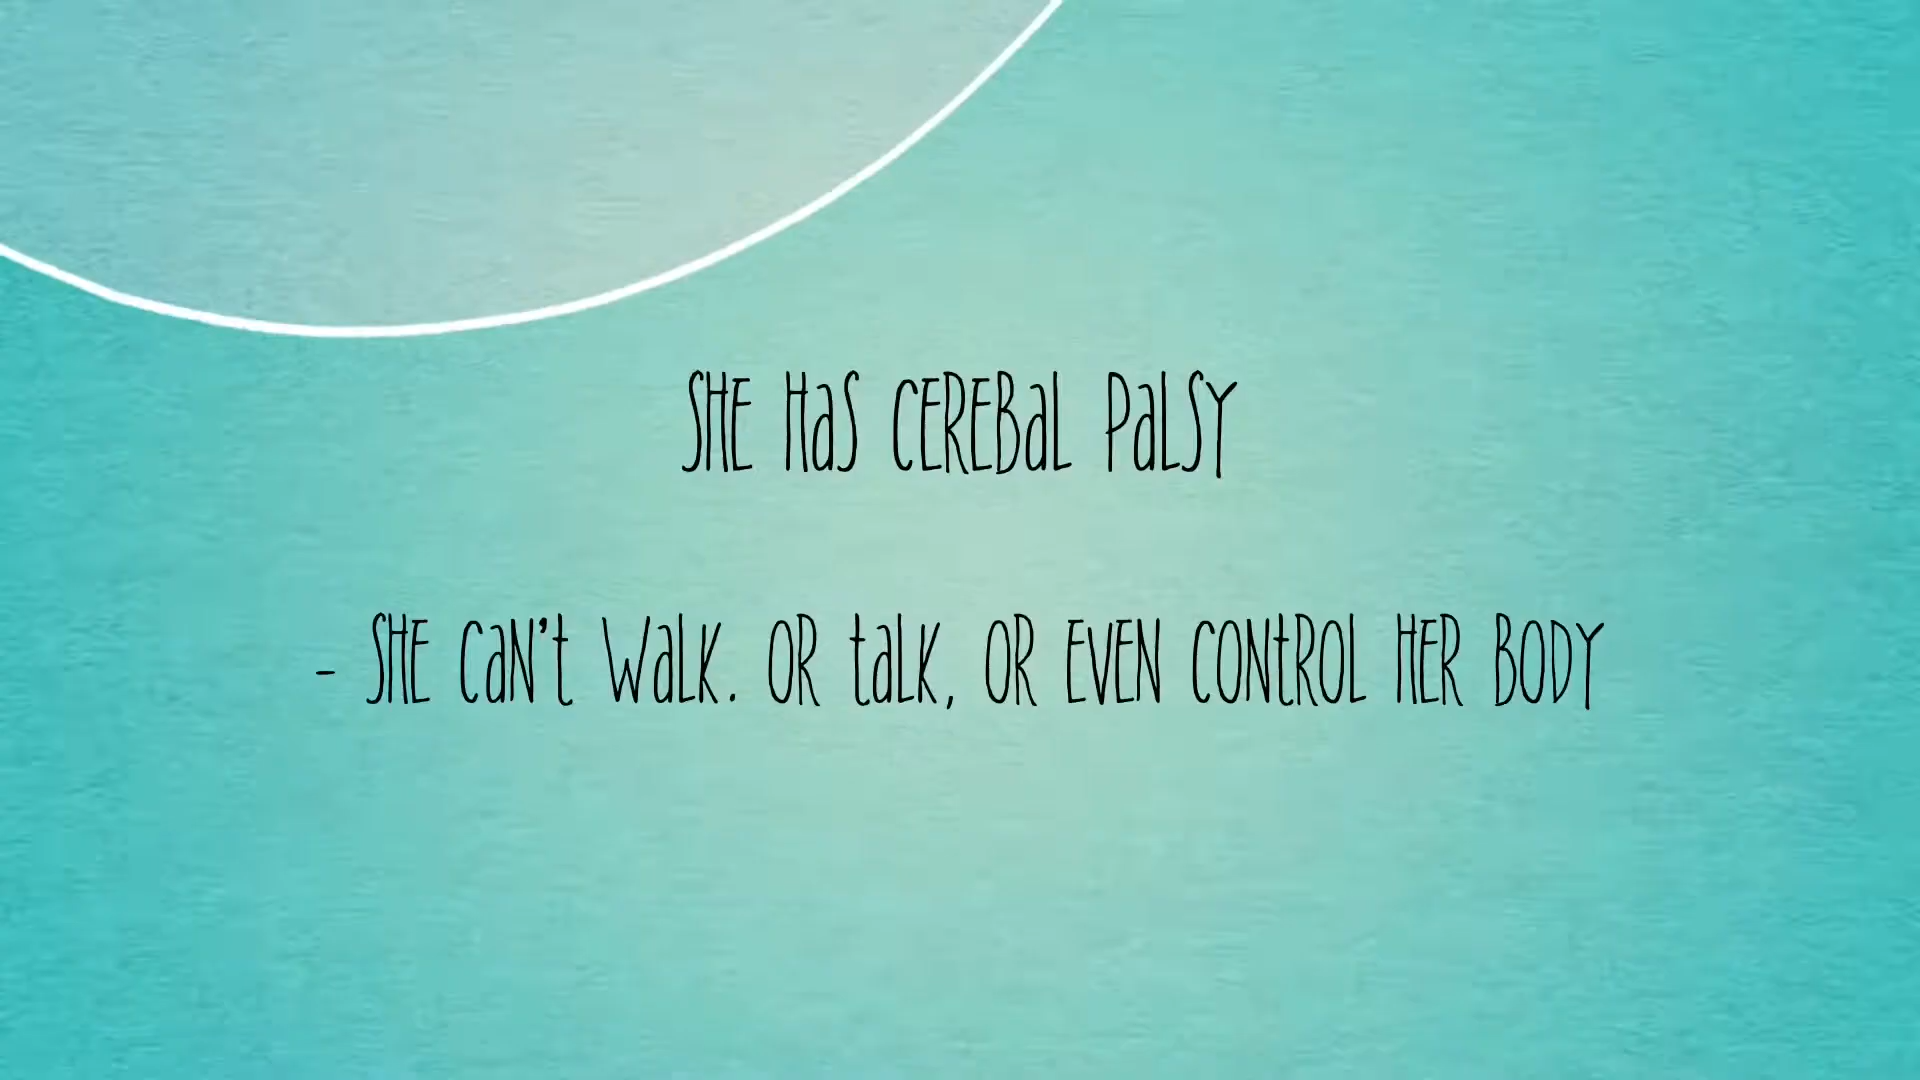 SHE HaS CEREBaL PaLSY
- SHE CaN't WaLK. OR taLK, OR EVEN CONtROL HER BODY